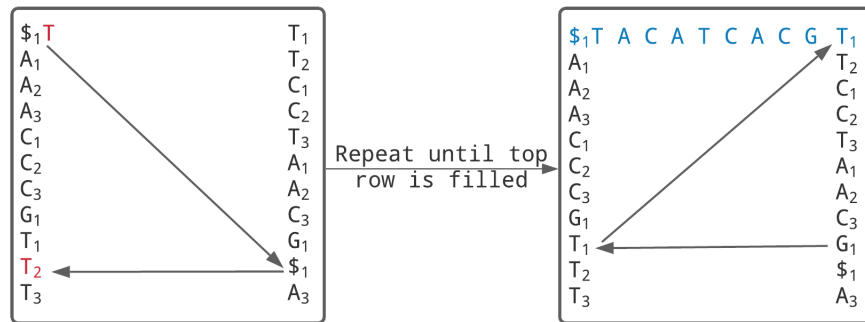 $₁T T₁
A₁ T₂
A₂ C₁
A₃ C₂
C₁ T₃
C₂ A₁
C₃ A₂
G₁ C₃
T₁ G₁
T₂ $₁
T₃ A₃
Repeat until top
row is filled
$₁T A C A T C A C G T₁
A₁ T₂
A₂ C₁
A₃ C₂
C₁ T₃
C₂ A₁
C₃ A₂
G₁ C₃
T₁ G₁
T₂ $₁
T₃ A₃